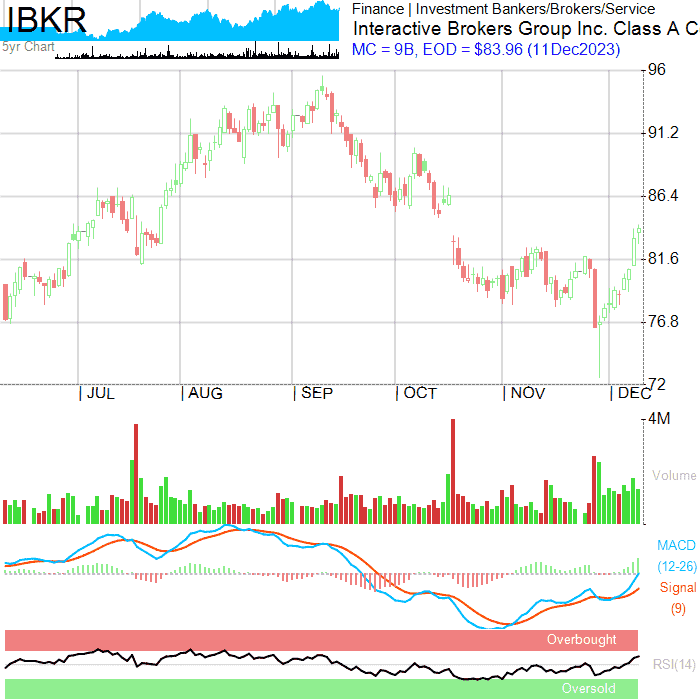 IBKR
5yr Chart
Finance | Investment Bankers/Brokers/Service
Interactive Brokers Group Inc. Class A C
MC = 9B, EOD = $83.96 (11Dec2023)
96
91.2
86.4
81.6
76.8
72
| JUL | AUG | SEP | OCT | NOV | DEC
4M
Volume
MACD
(12-26)
Signal
(9)
Overbought
RSI(14)
Oversold